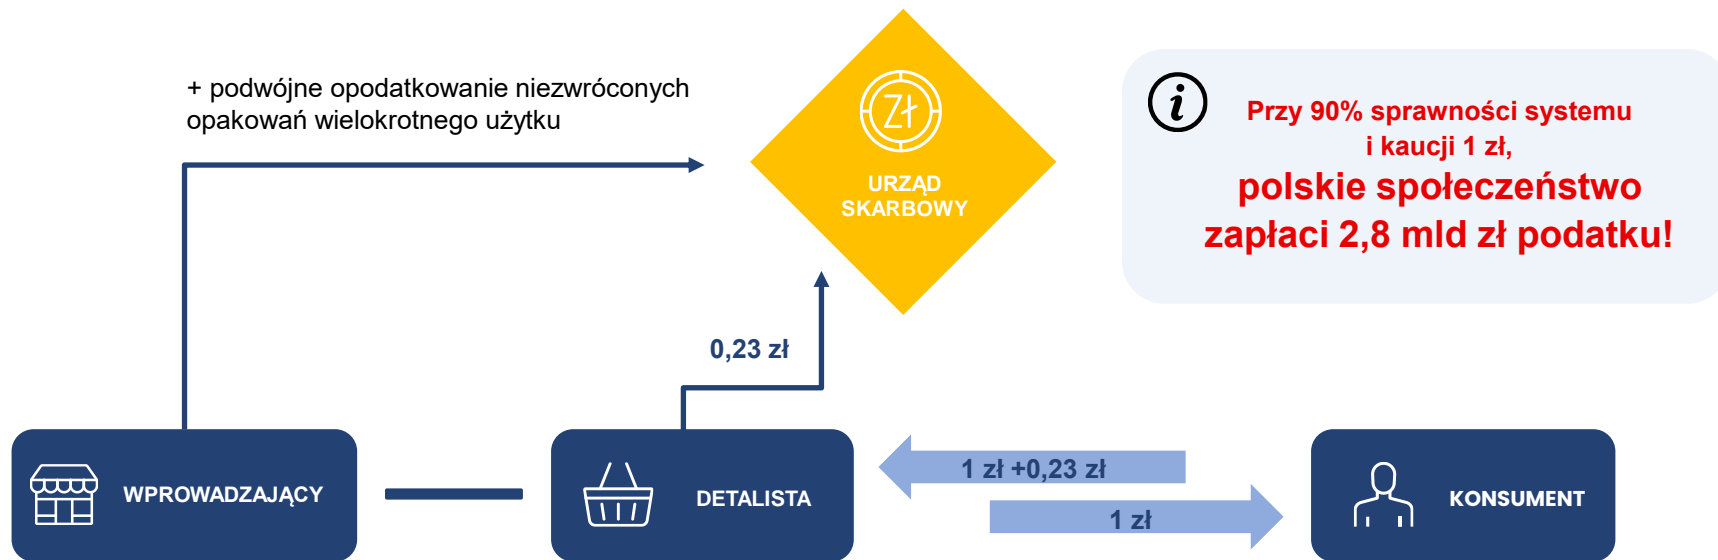 + podwójne opodatkowanie niezwróconych
opakowań wielokrotnego użytku
Zł
URZĄD
SKARBOWY
i
Przy 90% sprawności systemu
i kaucji 1 zł,
polskie społeczeństwo
zapłaci 2,8 mld zł podatku!
0,23 zł
WPROWADZAJĄCY
DETALISTA
1 zł +0,23 zł
1 zł
KONSUMENT